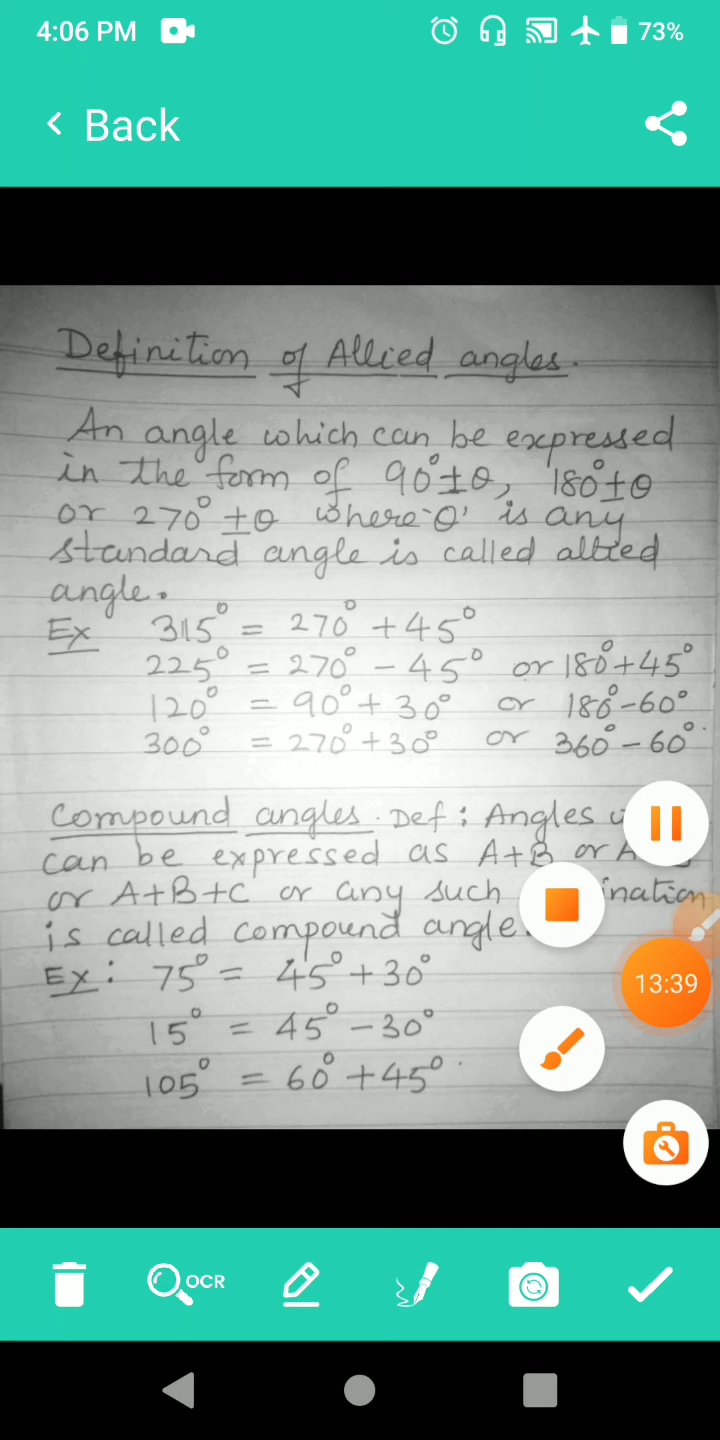 4:06 PM
73%
Back
Definition of Allied angles.
An angle which can be expressed
in the form of 90°±θ, 180°±θ
or 270°±θ where 'θ' is any
standard angle is called allied
angle.
Ex 315° = 270° + 45°
225° = 270° - 45° or 180°+45°
120° = 90° + 30° or 180°-60°
300° = 270° + 30° or 360° - 60°
Compound angles. Def : Angles
can be expressed as A+B or A
or A+B+C or any such ination
is called compound angle.
Ex : 75° = 45° + 30°
15° = 45° - 30°
105° = 60° + 45°.
13:39
OCR